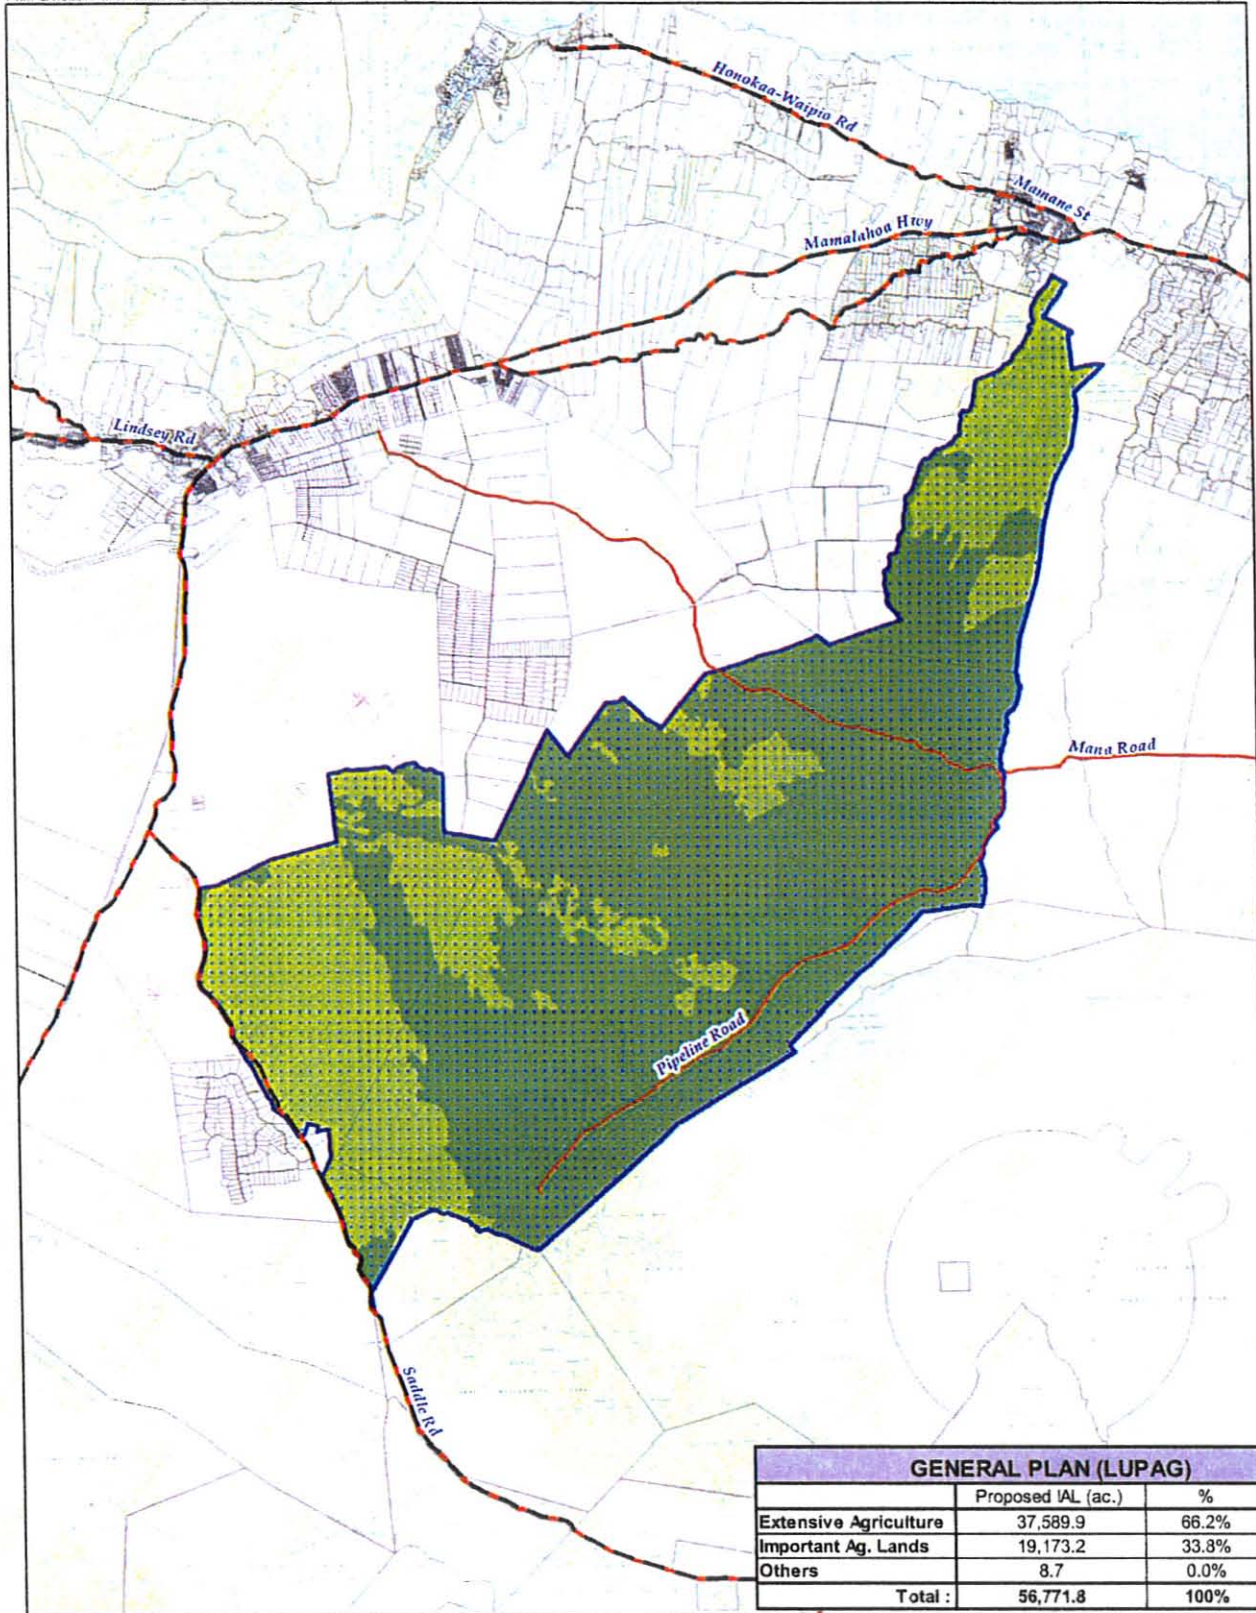 Honokaa-Waipio Rd
Mamane St
Mamalahoa Hwy
Lindsey Rd
Mana Road
Pipeline Road
Saddle Rd
GENERAL PLAN (LUPAG)
Proposed IAL (ac.) %
Extensive Agriculture 37,589.9 66.2%
Important Ag. Lands 19,173.2 33.8%
Others 8.7 0.0%
Total : 56,771.8 100%